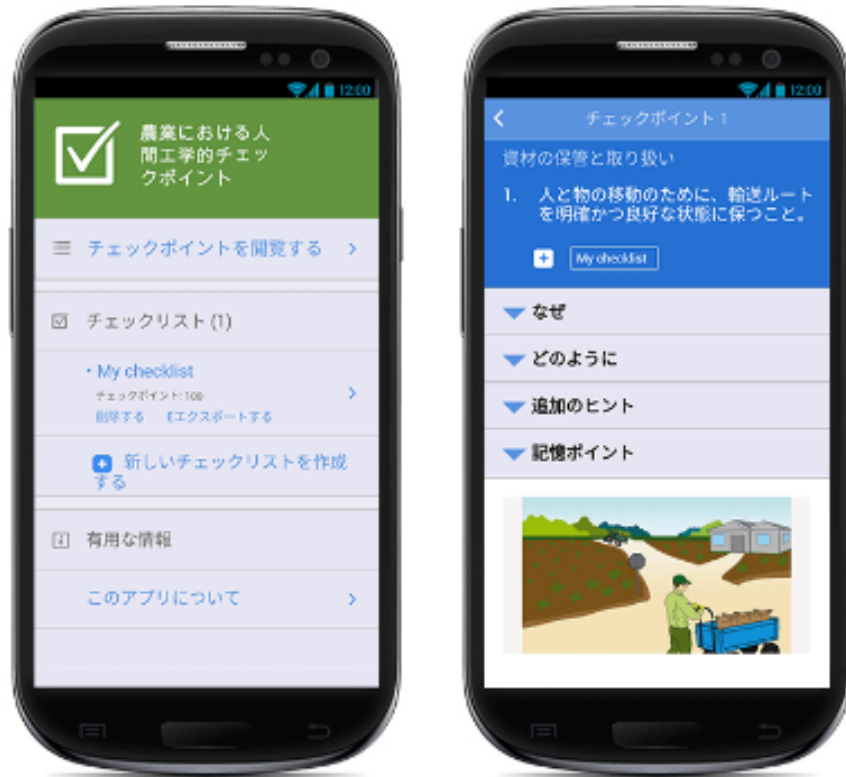 12:00
農業における人
間工学的チェッ
クポイント
チェックポイントを閲覧する
チェックリスト (1)
・My checklist
チェックポイント: 100
削除する Eエクスポートする
新しいチェックリストを作成
する
有用な情報
このアプリについて
12:00
チェックポイント 1
資材の保管と取り扱い
1. 人と物の移動のために、輸送ルート
を明確かつ良好な状態に保つこと。
My checklist
なぜ
どのように
追加のヒント
記憶ポイント